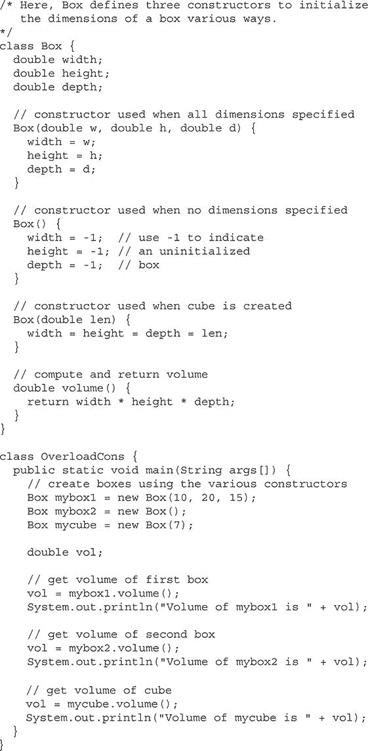 /* Here, Box defines three constructors to initialize
   the dimensions of a box various ways.
*/
class Box {
  double width;
  double height;
  double depth;

  // constructor used when all dimensions specified
  Box(double w, double h, double d) {
    width = w;
    height = h;
    depth = d;
  }

  // constructor used when no dimensions specified
  Box() {
    width = -1;  // use -1 to indicate
    height = -1; // an uninitialized
    depth = -1;  // box
  }

  // constructor used when cube is created
  Box(double len) {
    width = height = depth = len;
  }

  // compute and return volume
  double volume() {
    return width * height * depth;
  }
}

class OverloadCons {
  public static void main(String args[]) {
    // create boxes using the various constructors
    Box mybox1 = new Box(10, 20, 15);
    Box mybox2 = new Box();
    Box mycube = new Box(7);

    double vol;

    // get volume of first box
    vol = mybox1.volume();
    System.out.println("Volume of mybox1 is " + vol);

    // get volume of second box
    vol = mybox2.volume();
    System.out.println("Volume of mybox2 is " + vol);

    // get volume of cube
    vol = mycube.volume();
    System.out.println("Volume of mycube is " + vol);
  }
}